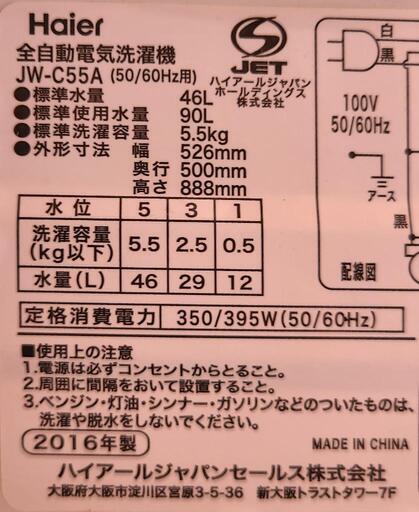 Haier
全自動電気洗濯機
JW-C55A (50/60Hz用)
JET
ハイアールジャパン
ホールディングス
株式会社
●標準水量 46L
●標準使用水量 90L
●標準洗濯容量 5.5kg
●外形寸法 幅 526mm
奥行 500mm
高さ 888mm
白
黒
100V
50/60Hz
アース
黒
配線図
水位 5 3 1
洗濯容量(kg以下) 5.5 2.5 0.5
水量(L) 46 29 12
定格消費電力 350/395W(50/60Hz)
■使用上の注意
1.電源は必ずコンセントからとること。
2.周囲に間隔をおいて設置すること。
3.ベンジン・灯油・シンナー・ガソリンなどのついたものは、
洗濯や脱水をしないでください。
2016年製
MADE IN CHINA
ハイアールジャパンセールス株式会社
大阪府大阪市淀川区宮原3-5-36 新大阪トラストタワー7F